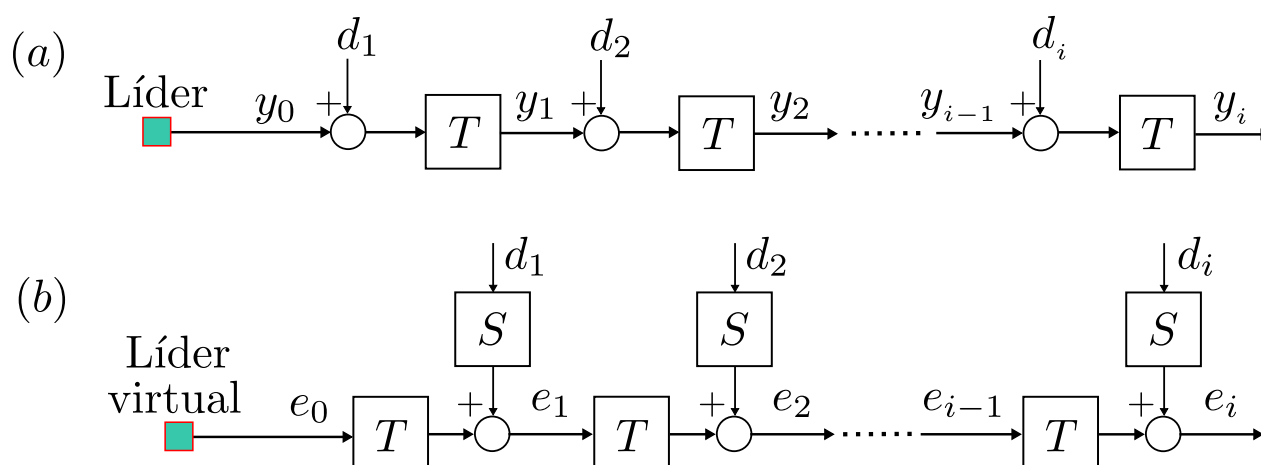 (a)
d₁ d₂ dᵢ
Líder y₀ + y₁ + y₂ yᵢ₋₁ + yᵢ
T T T
(b)
d₁ d₂ dᵢ
S S S
Líder
virtual e₀ + e₁ + e₂ eᵢ₋₁ + eᵢ
T T T